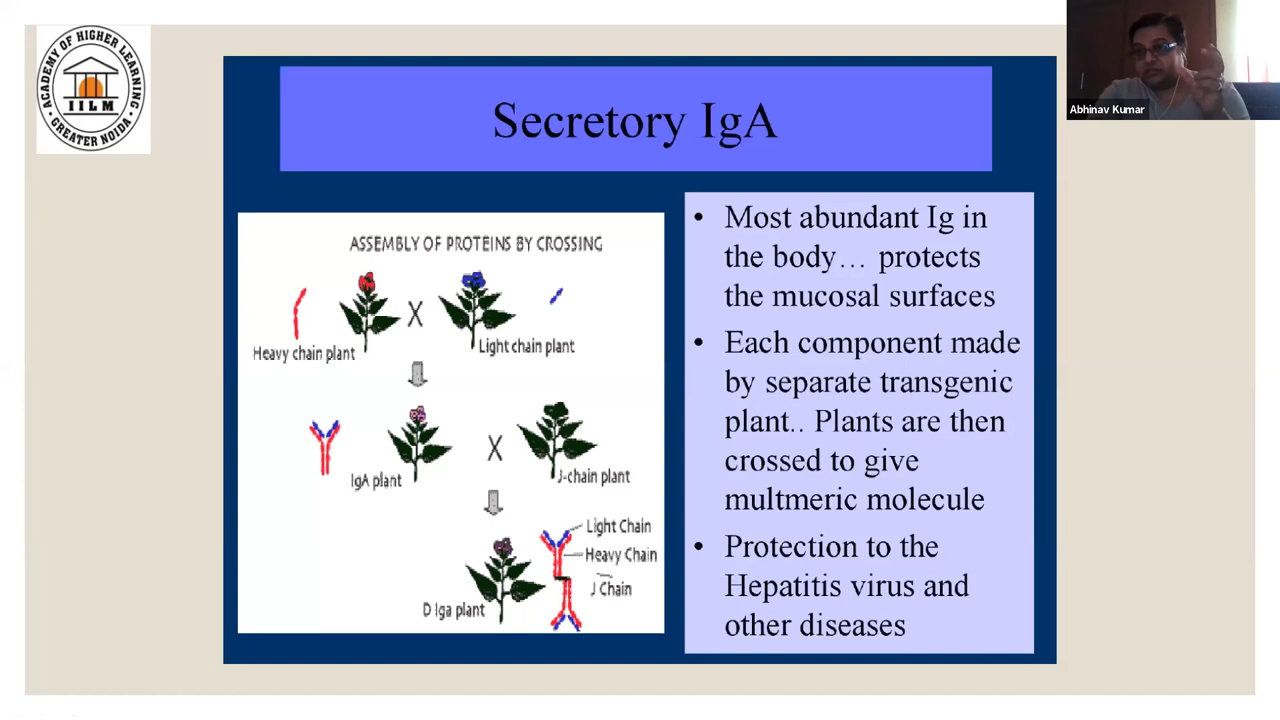 ACADEMY OF HIGHER LEARNING
IILM
GREATER NOIDA
Abhinav Kumar
Secretory IgA
ASSEMBLY OF PROTEINS BY CROSSING
X
Heavy chain plant
Light chain plant
X
IgA plant
J-chain plant
Light Chain
Heavy Chain
J Chain
D Iga plant
• Most abundant Ig in
the body… protects
the mucosal surfaces
• Each component made
by separate transgenic
plant.. Plants are then
crossed to give
multmeric molecule
• Protection to the
Hepatitis virus and
other diseases